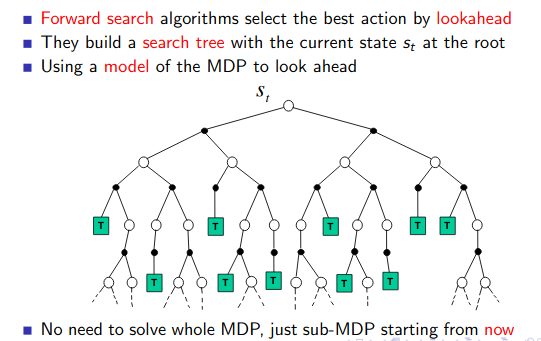 Forward search algorithms select the best action by lookahead
They build a search tree with the current state s_t at the root
Using a model of the MDP to look ahead
s_t
T T T T T
T T T T T
No need to solve whole MDP, just sub-MDP starting from now